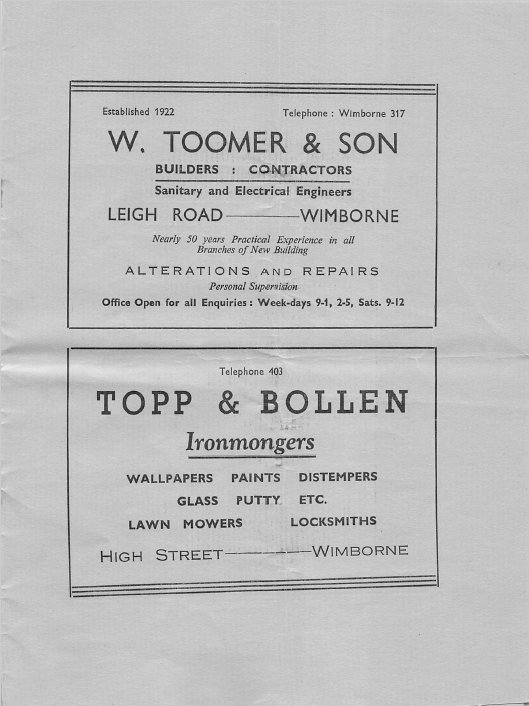 Established 1922 Telephone : Wimborne 317
W. TOOMER & SON
BUILDERS : CONTRACTORS
Sanitary and Electrical Engineers
LEIGH ROAD———WIMBORNE
Nearly 50 years Practical Experience in all
Branches of New Building
ALTERATIONS AND REPAIRS
Personal Supervision
Office Open for all Enquiries : Week-days 9-1, 2-5, Sats. 9-12
Telephone 403
TOPP & BOLLEN
Ironmongers
WALLPAPERS PAINTS DISTEMPERS
GLASS PUTTY ETC.
LAWN MOWERS LOCKSMITHS
HIGH STREET———WIMBORNE